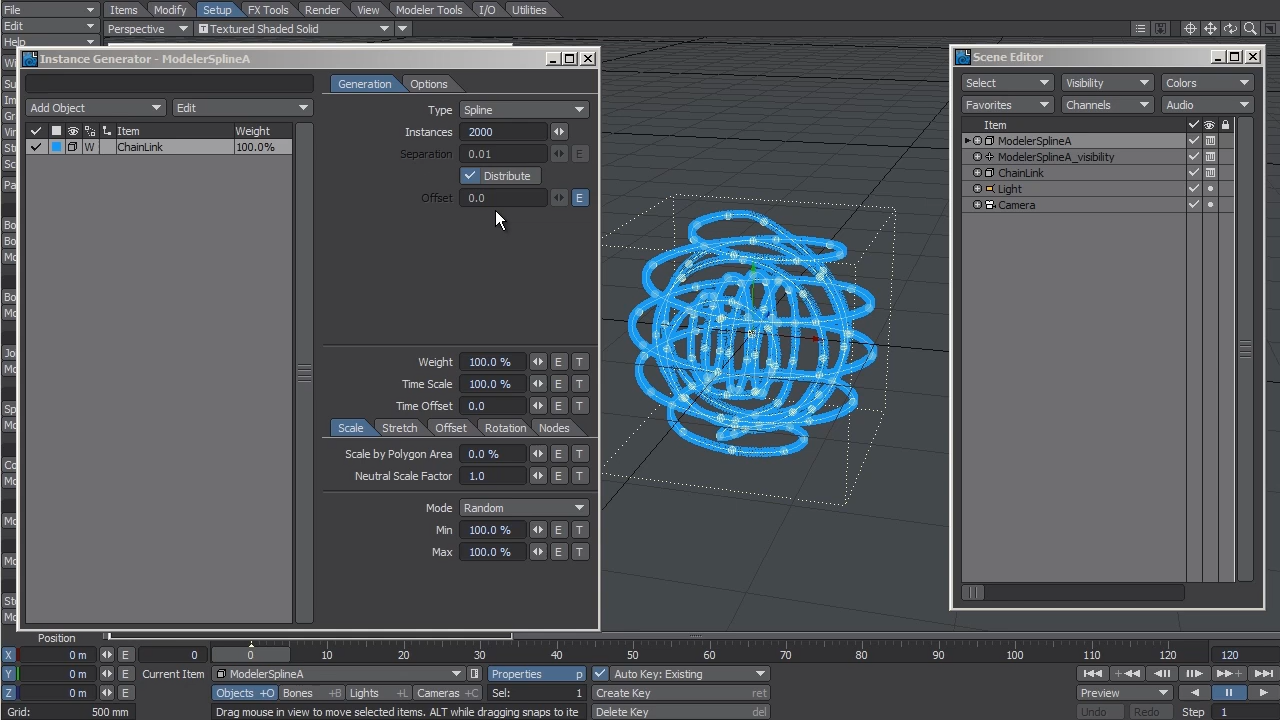 File
Items
Modify
Setup
FX Tools
Render
View
Modeler Tools
I/O
Utilities
Edit
Perspective
Textured Shaded Solid
Help
Instance Generator - ModelerSplineA
Generation
Options
Add Object
Edit
Item
Weight
W
ChainLink
100.0%
Type
Spline
Instances
2000
Separation
0.01
E
Distribute
Offset
0.0
E
Weight
100.0 %
E
T
Time Scale
100.0 %
E
T
Time Offset
0.0
E
T
Scale
Stretch
Offset
Rotation
Nodes
Scale by Polygon Area
0.0 %
E
T
Neutral Scale Factor
1.0
E
T
Mode
Random
Min
100.0 %
E
T
Max
100.0 %
E
T
Scene Editor
Select
Visibility
Colors
Favorites
Channels
Audio
Item
ModelerSplineA
ModelerSplineA_visibility
ChainLink
Light
Camera
Position
X
0 m
E
0
0
10
20
30
40
50
60
70
80
90
100
110
120
120
Y
0 m
E
Current Item
ModelerSplineA
Properties
p
Auto Key: Existing
Z
0 m
E
Objects +O
Bones +B
Lights +L
Cameras +C
Sel:
1
Create Key
ret
Preview
Grid:
500 mm
Drag mouse in view to move selected items. ALT while dragging snaps to ite
Delete Key
del
Undo
Redo
Step
1